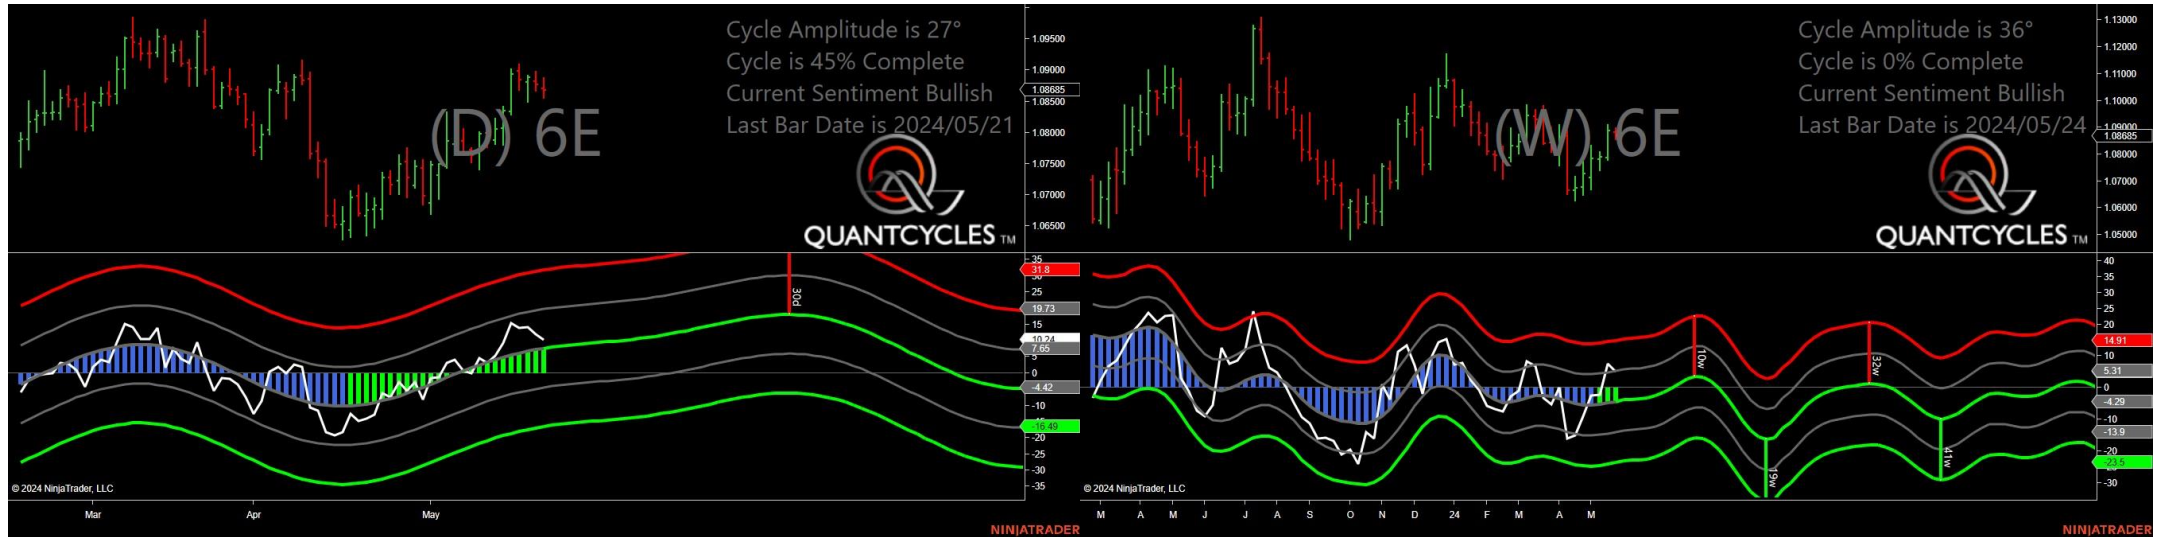 Cycle Amplitude is 27°
Cycle is 45% Complete
Current Sentiment Bullish
Last Bar Date is 2024/05/21
(D) 6E
QUANTCYCLES TM
1.09500
1.09000
1.08685
1.08500
1.08000
1.07500
1.07000
1.06500
35
31.8
25
19.73
15
10.24
7.65
5
0
-4.42
-10
-16.49
-20
-25
-30
-35
30d
© 2024 NinjaTrader, LLC
Mar Apr May
NINJATRADER
Cycle Amplitude is 36°
Cycle is 0% Complete
Current Sentiment Bullish
Last Bar Date is 2024/05/24
(W) 6E
QUANTCYCLES TM
1.13000
1.12000
1.11000
1.10000
1.09000
1.08685
1.08000
1.07000
1.06000
1.05000
40
35
30
25
20
14.91
10
5.31
0
-4.29
-10
-13.9
-20
-23.5
-30
10w
19w
32w
41w
© 2024 NinjaTrader, LLC
M A M J J A S O N D 24 F M A M
NINJATRADER